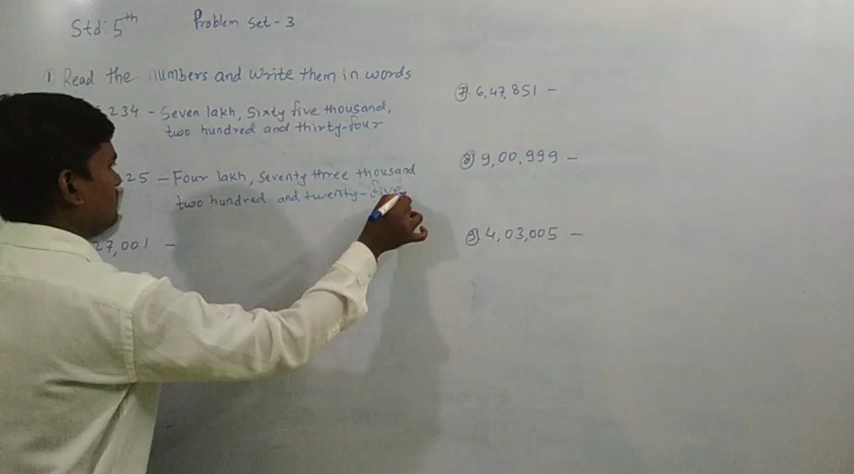 Std: 5th Problem Set - 3
1) Read the numbers and write them in words
234 - Seven lakh, Sixty five thousand,
two hundred and thirty-four
25 - Four lakh, Seventy three thousand
two hundred and twenty-five
27,001 -
7) 6,47,851 -
8) 9,00,999 -
9) 4,03,005 -